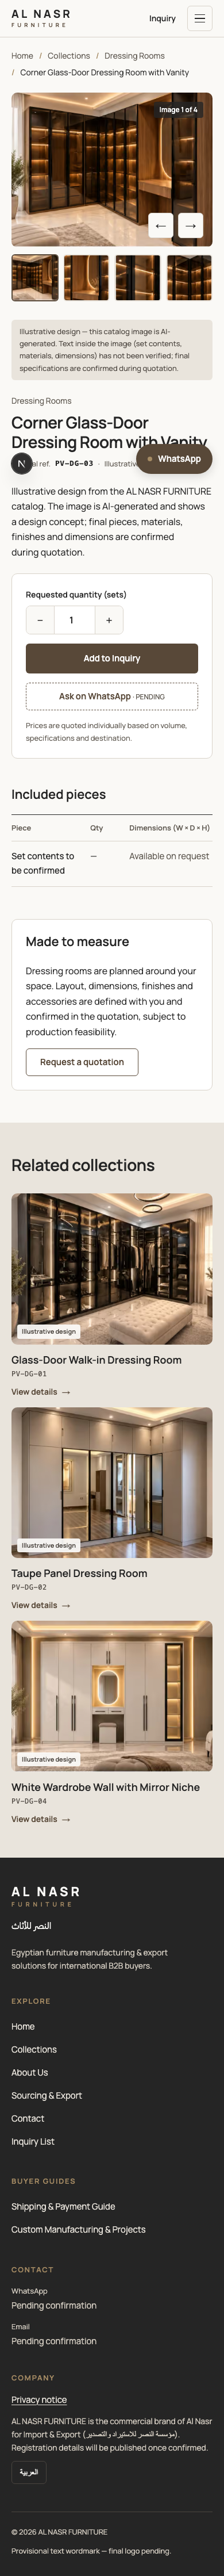 AL NASR
FURNITURE
Inquiry
Home / Collections / Dressing Rooms
/ Corner Glass-Door Dressing Room with Vanity
Image 1 of 4
← →
Illustrative design — this catalog image is AI-
generated. Text inside the image (set contents,
materials, dimensions) has not been verified; final
specifications are confirmed during quotation.
Dressing Rooms
Corner Glass-Door
Dressing Room with Vanity
N
ref. PV-DG-03 · Illustrative
WhatsApp
Illustrative design from the AL NASR FURNITURE
catalog. The image is AI-generated and shows
a design concept; final pieces, materials,
finishes and dimensions are confirmed
during quotation.
Requested quantity (sets)
− 1 +
Add to inquiry
Ask on WhatsApp · PENDING
Prices are quoted individually based on volume,
specifications and destination.
Included pieces
Piece Qty Dimensions (W × D × H)
Set contents to — Available on request
be confirmed
Made to measure
Dressing rooms are planned around your
space. Layout, dimensions, finishes and
accessories are defined with you and
confirmed in the quotation, subject to
production feasibility.
Request a quotation
Related collections
Illustrative design
Glass-Door Walk-in Dressing Room
PV-DG-01
View details →
Illustrative design
Taupe Panel Dressing Room
PV-DG-02
View details →
Illustrative design
White Wardrobe Wall with Mirror Niche
PV-DG-04
View details →
AL NASR
FURNITURE
النصر للأثاث
Egyptian furniture manufacturing & export
solutions for international B2B buyers.
EXPLORE
Home
Collections
About Us
Sourcing & Export
Contact
Inquiry List
BUYER GUIDES
Shipping & Payment Guide
Custom Manufacturing & Projects
CONTACT
WhatsApp
Pending confirmation
Email
Pending confirmation
COMPANY
Privacy notice
AL NASR FURNITURE is the commercial brand of Al Nasr
for Import & Export (مؤسسة النصر للاستيراد والتصدير).
Registration details will be published once confirmed.
العربية
© 2026 AL NASR FURNITURE
Provisional text wordmark — final logo pending.